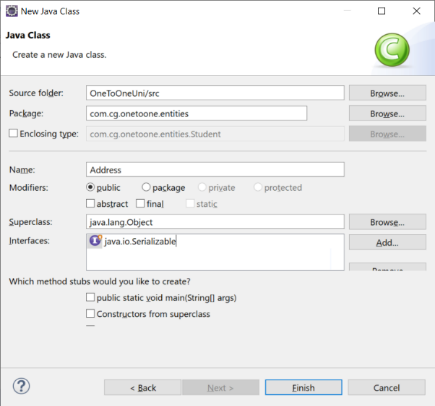 New Java Class
Java Class
Create a new Java class.
Source folder: OneToOneUni/src Browse...
Package: com.cg.onetoone.entities Browse...
Enclosing type: com.cg.onetoone.entities.Student Browse...
Name: Address
Modifiers: public package private protected
abstract final static
Superclass: java.lang.Object Browse...
Interfaces: java.io.Serializable Add...
Remove
Which method stubs would you like to create?
public static void main(String[] args)
Constructors from superclass
? < Back Next > Finish Cancel